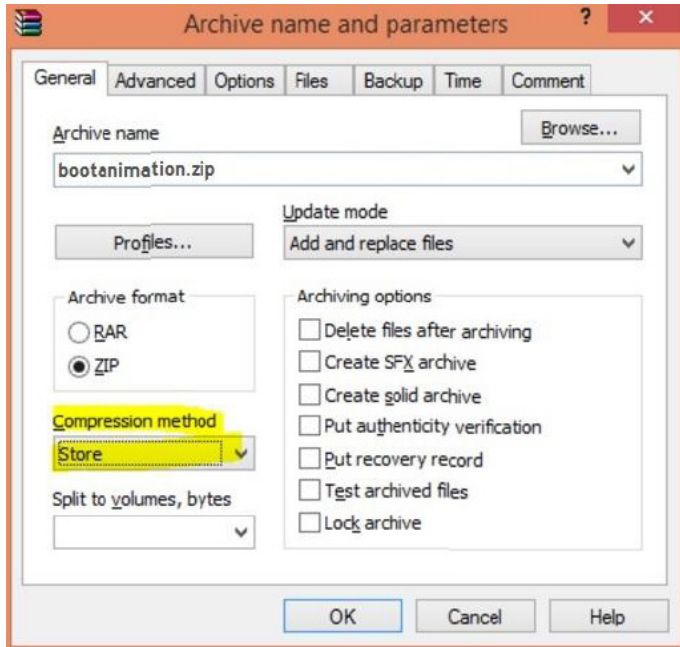 Archive name and parameters ? ×
General Advanced Options Files Backup Time Comment
Archive name
Browse...
bootanimation.zip
Profiles...
Update mode
Add and replace files
Archive format
RAR
ZIP
Compression method
Store
Split to volumes, bytes
Archiving options
Delete files after archiving
Create SFX archive
Create solid archive
Put authenticity verification
Put recovery record
Test archived files
Lock archive
OK Cancel Help